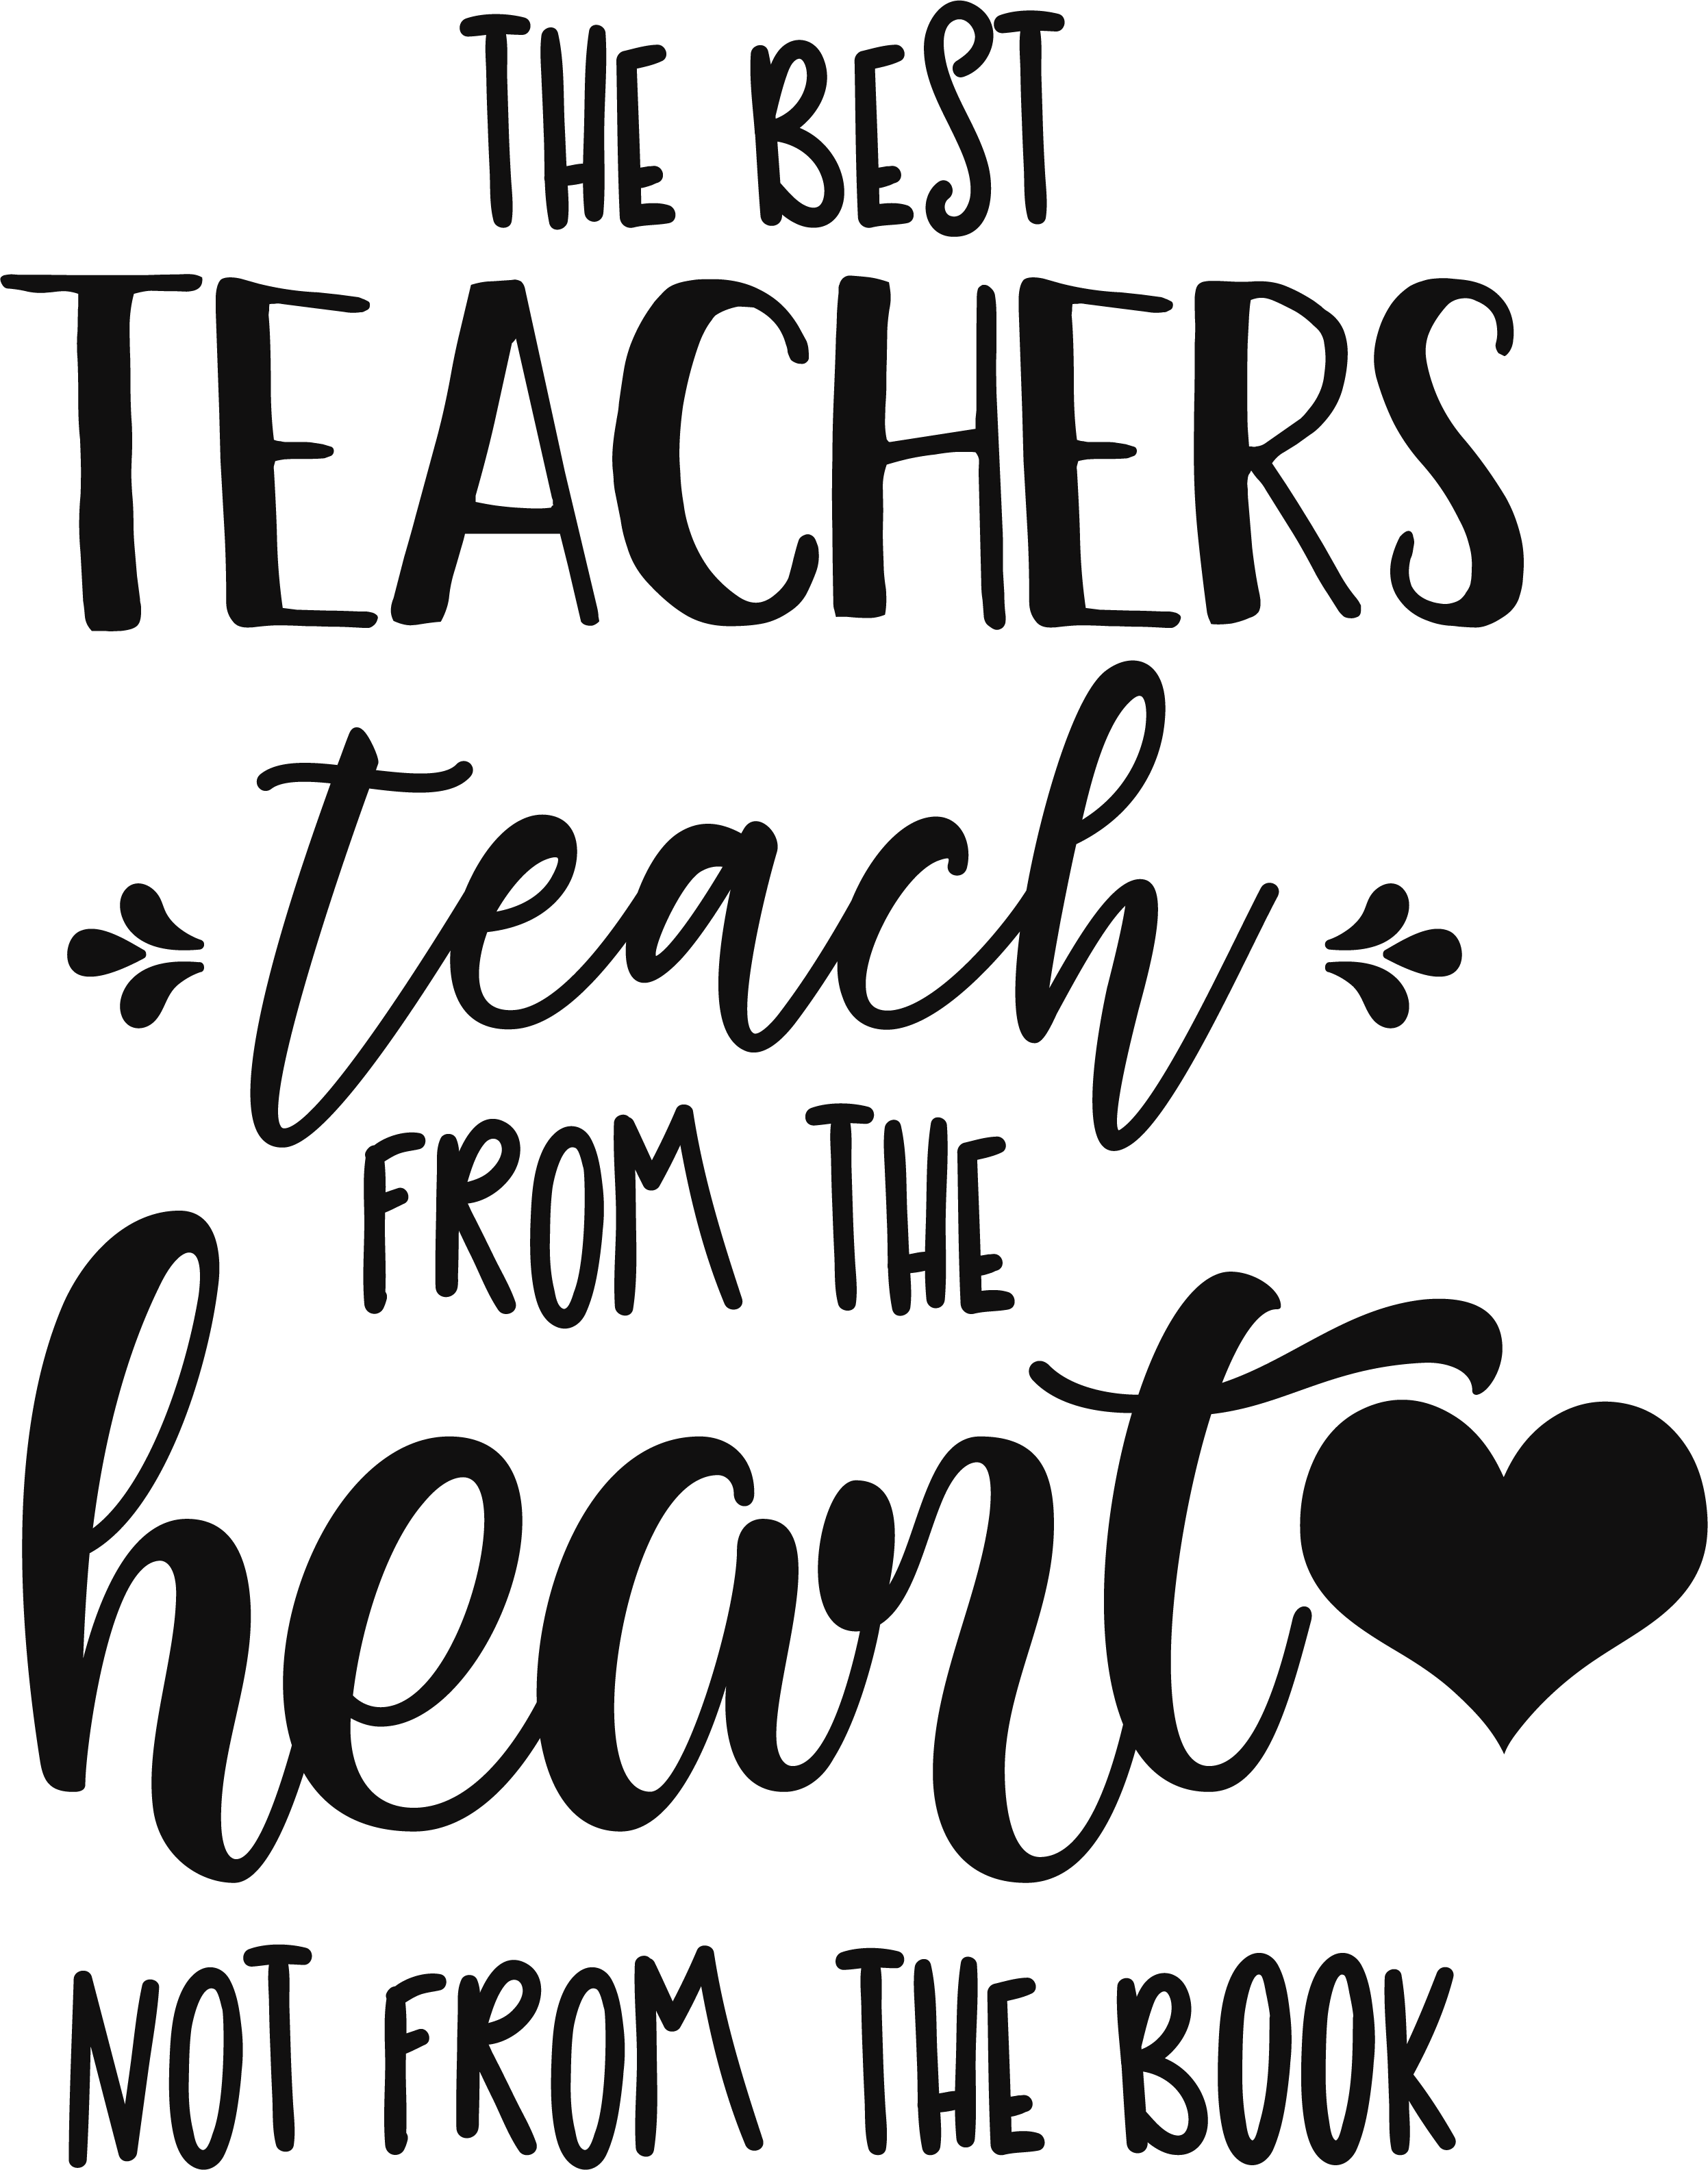 THE BEST
TEACHERS
teach
FROM THE
heart
NOT FROM THE BOOK